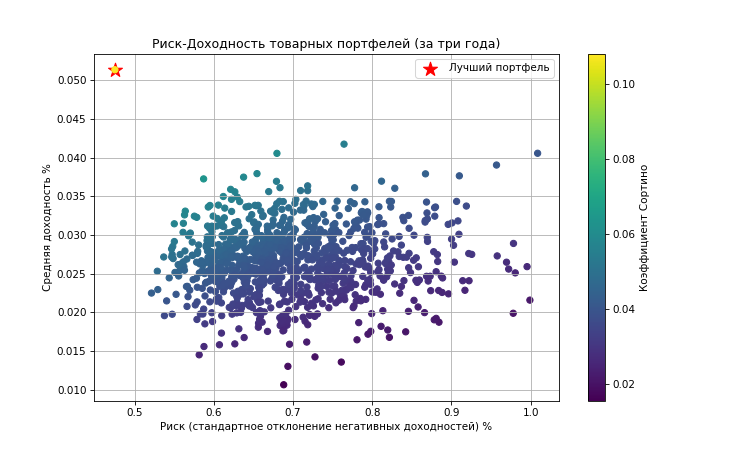 Риск-Доходность товарных портфелей (за три года)
Лучший портфель
Средняя доходность %
0.050
0.045
0.040
0.035
0.030
0.025
0.020
0.015
0.010
0.5 0.6 0.7 0.8 0.9 1.0
Риск (стандартное отклонение негативных доходностей) %
0.10
0.08
0.06
0.04
0.02
Коэффициент Сортино